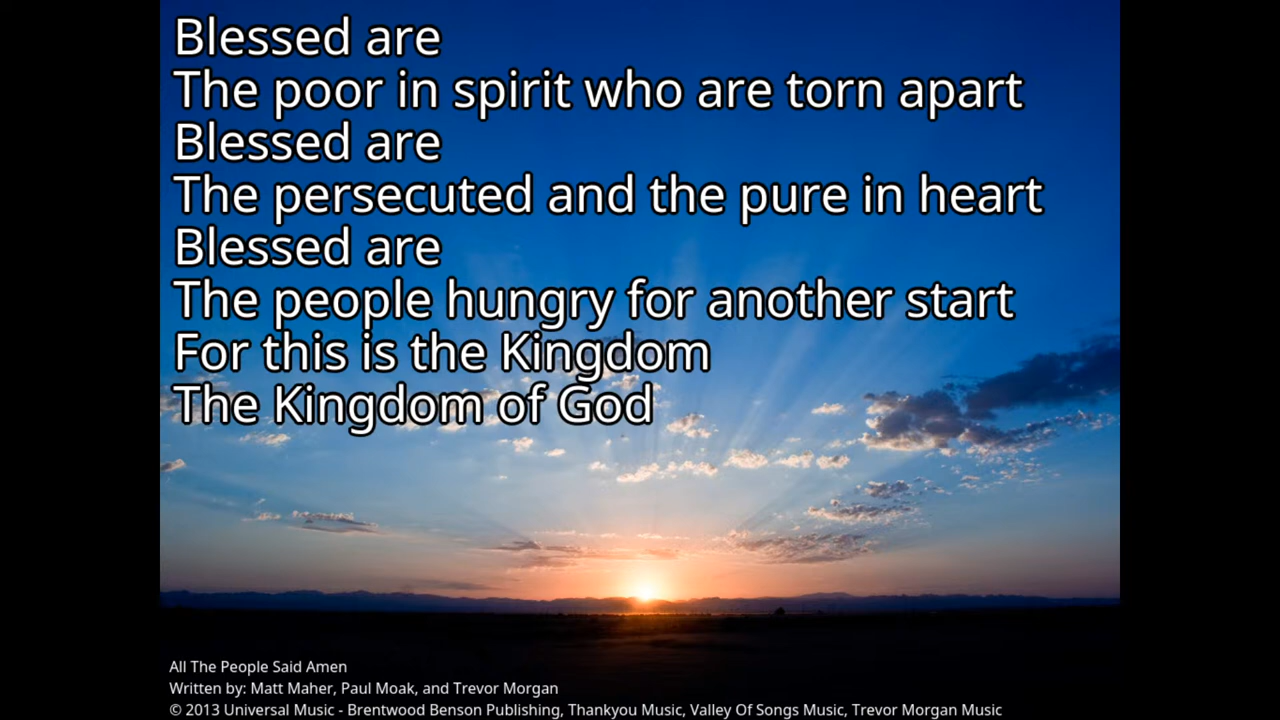 Blessed are
The poor in spirit who are torn apart
Blessed are
The persecuted and the pure in heart
Blessed are
The people hungry for another start
For this is the Kingdom
The Kingdom of God
All The People Said Amen
Written by: Matt Maher, Paul Moak, and Trevor Morgan
© 2013 Universal Music - Brentwood Benson Publishing, Thankyou Music, Valley Of Songs Music, Trevor Morgan Music